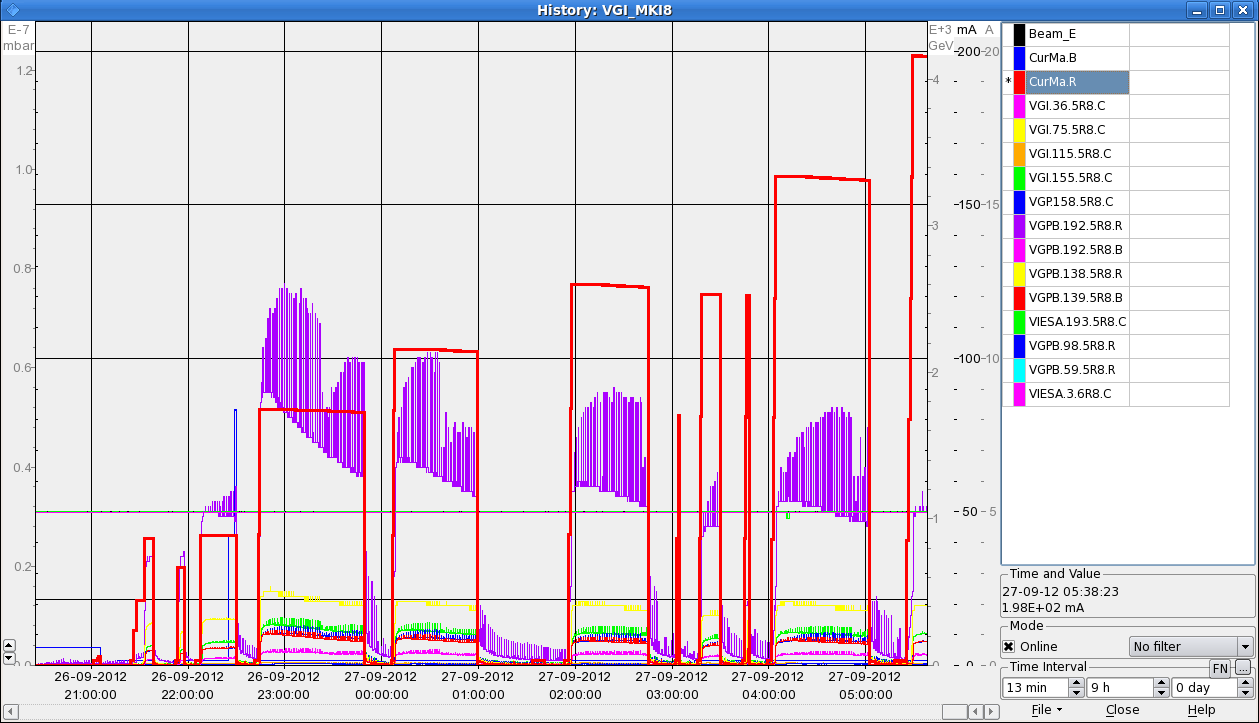 History: VGI_MKI8
E-7
mbar
1.2
1.0
0.8
0.6
0.4
0.2
0.0
E+3 mA A
GeV
4
3
2
1
0
200 20
150 15
100 10
50 5
0 0
26-09-2012 26-09-2012 26-09-2012 27-09-2012 27-09-2012 27-09-2012 27-09-2012 27-09-2012 27-09-2012
21:00:00 22:00:00 23:00:00 00:00:00 01:00:00 02:00:00 03:00:00 04:00:00 05:00:00
Beam_E
CurMa.B
* CurMa.R
VGI.36.5R8.C
VGI.75.5R8.C
VGI.115.5R8.C
VGI.155.5R8.C
VGP.158.5R8.C
VGPB.192.5R8.R
VGPB.192.5R8.B
VGPB.138.5R8.R
VGPB.139.5R8.B
VIESA.193.5R8.C
VGPB.98.5R8.R
VGPB.59.5R8.R
VIESA.3.6R8.C
Time and Value
27-09-12 05:38:23
1.98E+02 mA
Mode
Online No filter
Time Interval FN ...
13 min 9 h 0 day
File Close Help